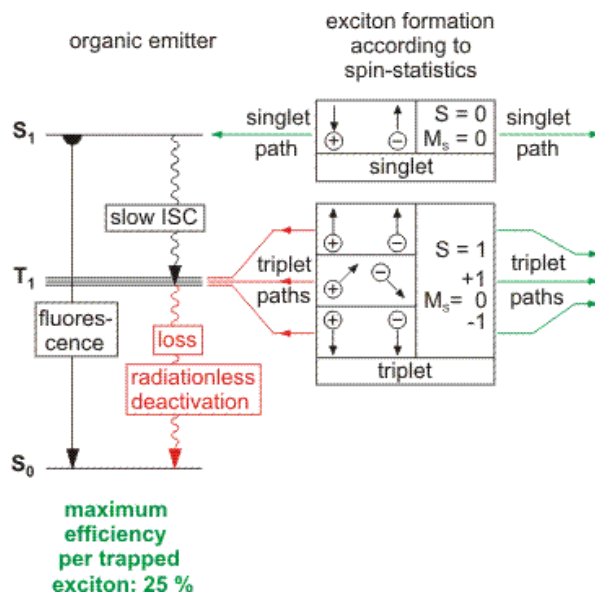 organic emitter
exciton formation
according to
spin-statistics
S₁
singlet
path
S = 0
Mₛ = 0
singlet
singlet
path
slow ISC
T₁
triplet
paths
S = 1
+1
Mₛ= 0
-1
triplet
triplet
paths
fluores-
cence
loss
radiationless
deactivation
S₀
maximum
efficiency
per trapped
exciton: 25 %